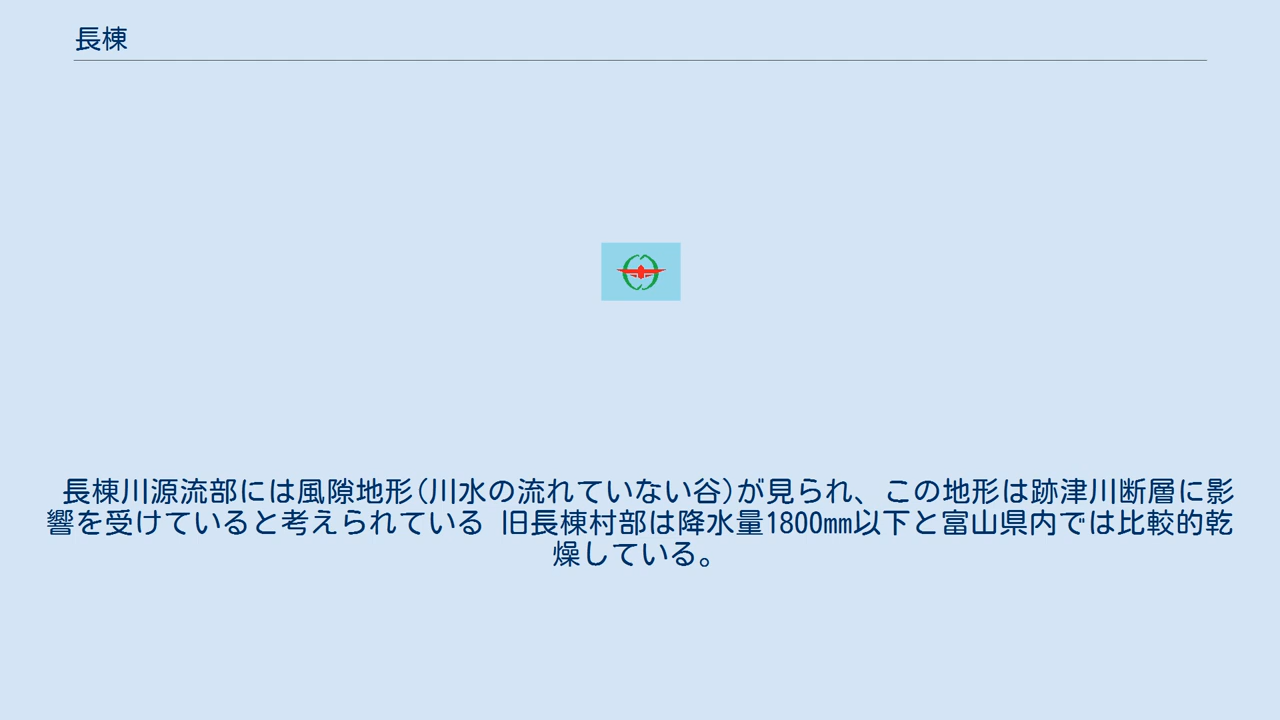 長棟
長棟川源流部には風隙地形(川水の流れていない谷)が見られ、この地形は跡津川断層に影
響を受けていると考えられている 旧長棟村部は降水量1800mm以下と富山県内では比較的乾
燥している。